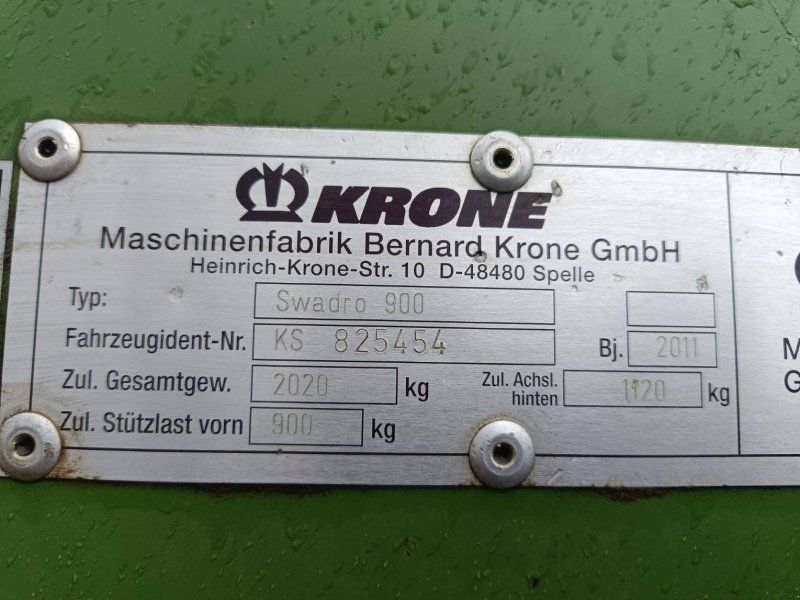 KRONE
Maschinenfabrik Bernard Krone GmbH
Heinrich-Krone-Str. 10 D-48480 Spelle
Typ: Swadro 900
Fahrzeugident-Nr. KS 825454 Bj. 2011
Zul. Gesamtgew. 2020 kg Zul. Achsl. hinten 1120 kg
Zul. Stützlast vorn 900 kg
M
G